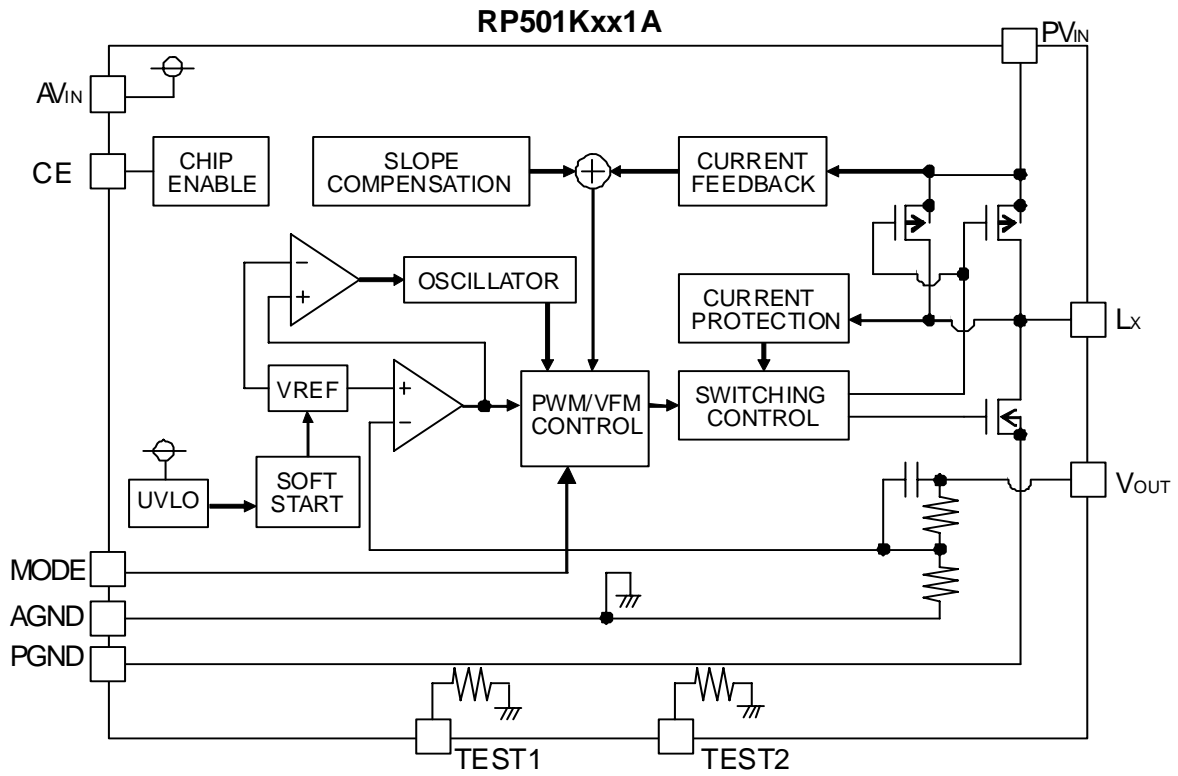 RP501Kxx1A
PVIN
AVIN
CE
CHIP
ENABLE
SLOPE
COMPENSATION
+
CURRENT
FEEDBACK
−
+
OSCILLATOR
CURRENT
PROTECTION
LX
VREF
+
−
PWM/VFM
CONTROL
SWITCHING
CONTROL
UVLO
SOFT
START
VOUT
MODE
AGND
PGND
TEST1
TEST2